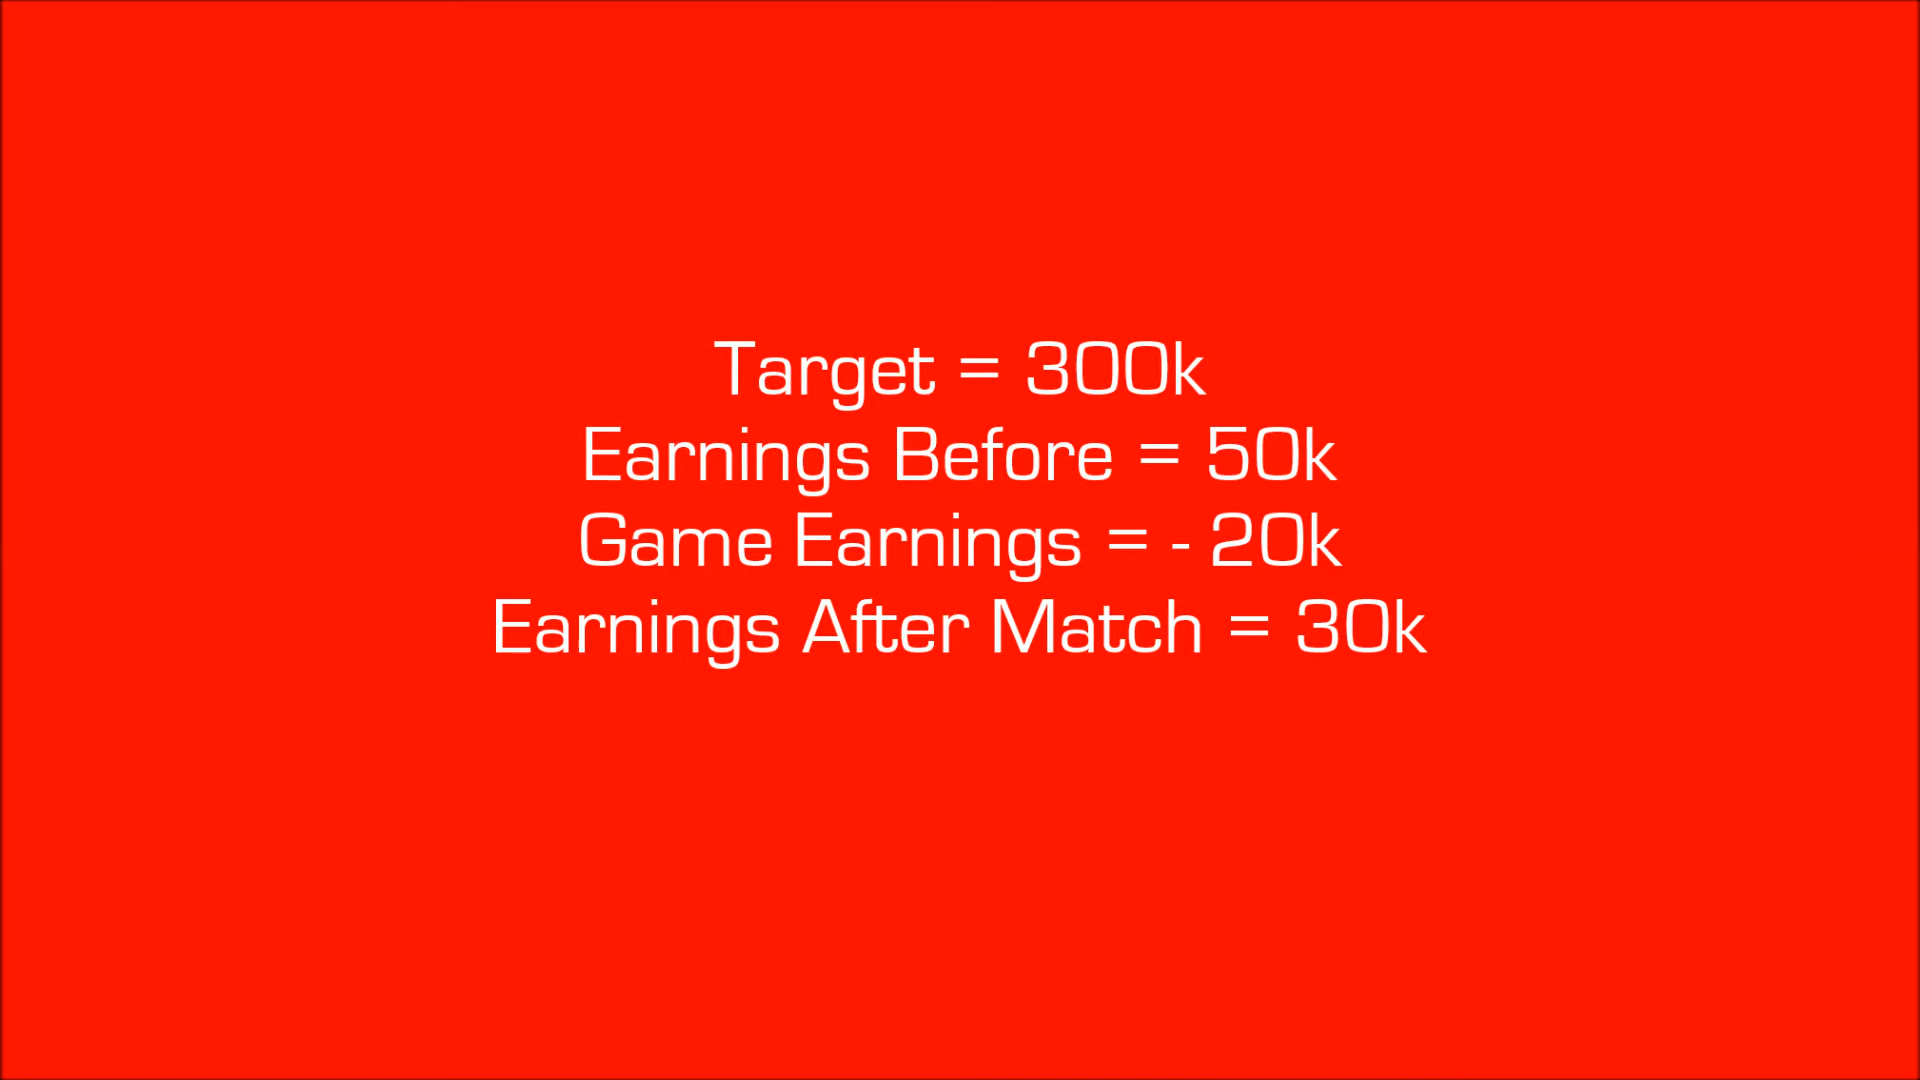 Target = 300k
Earnings Before = 50k
Game Earnings = - 20k
Earnings After Match = 30k